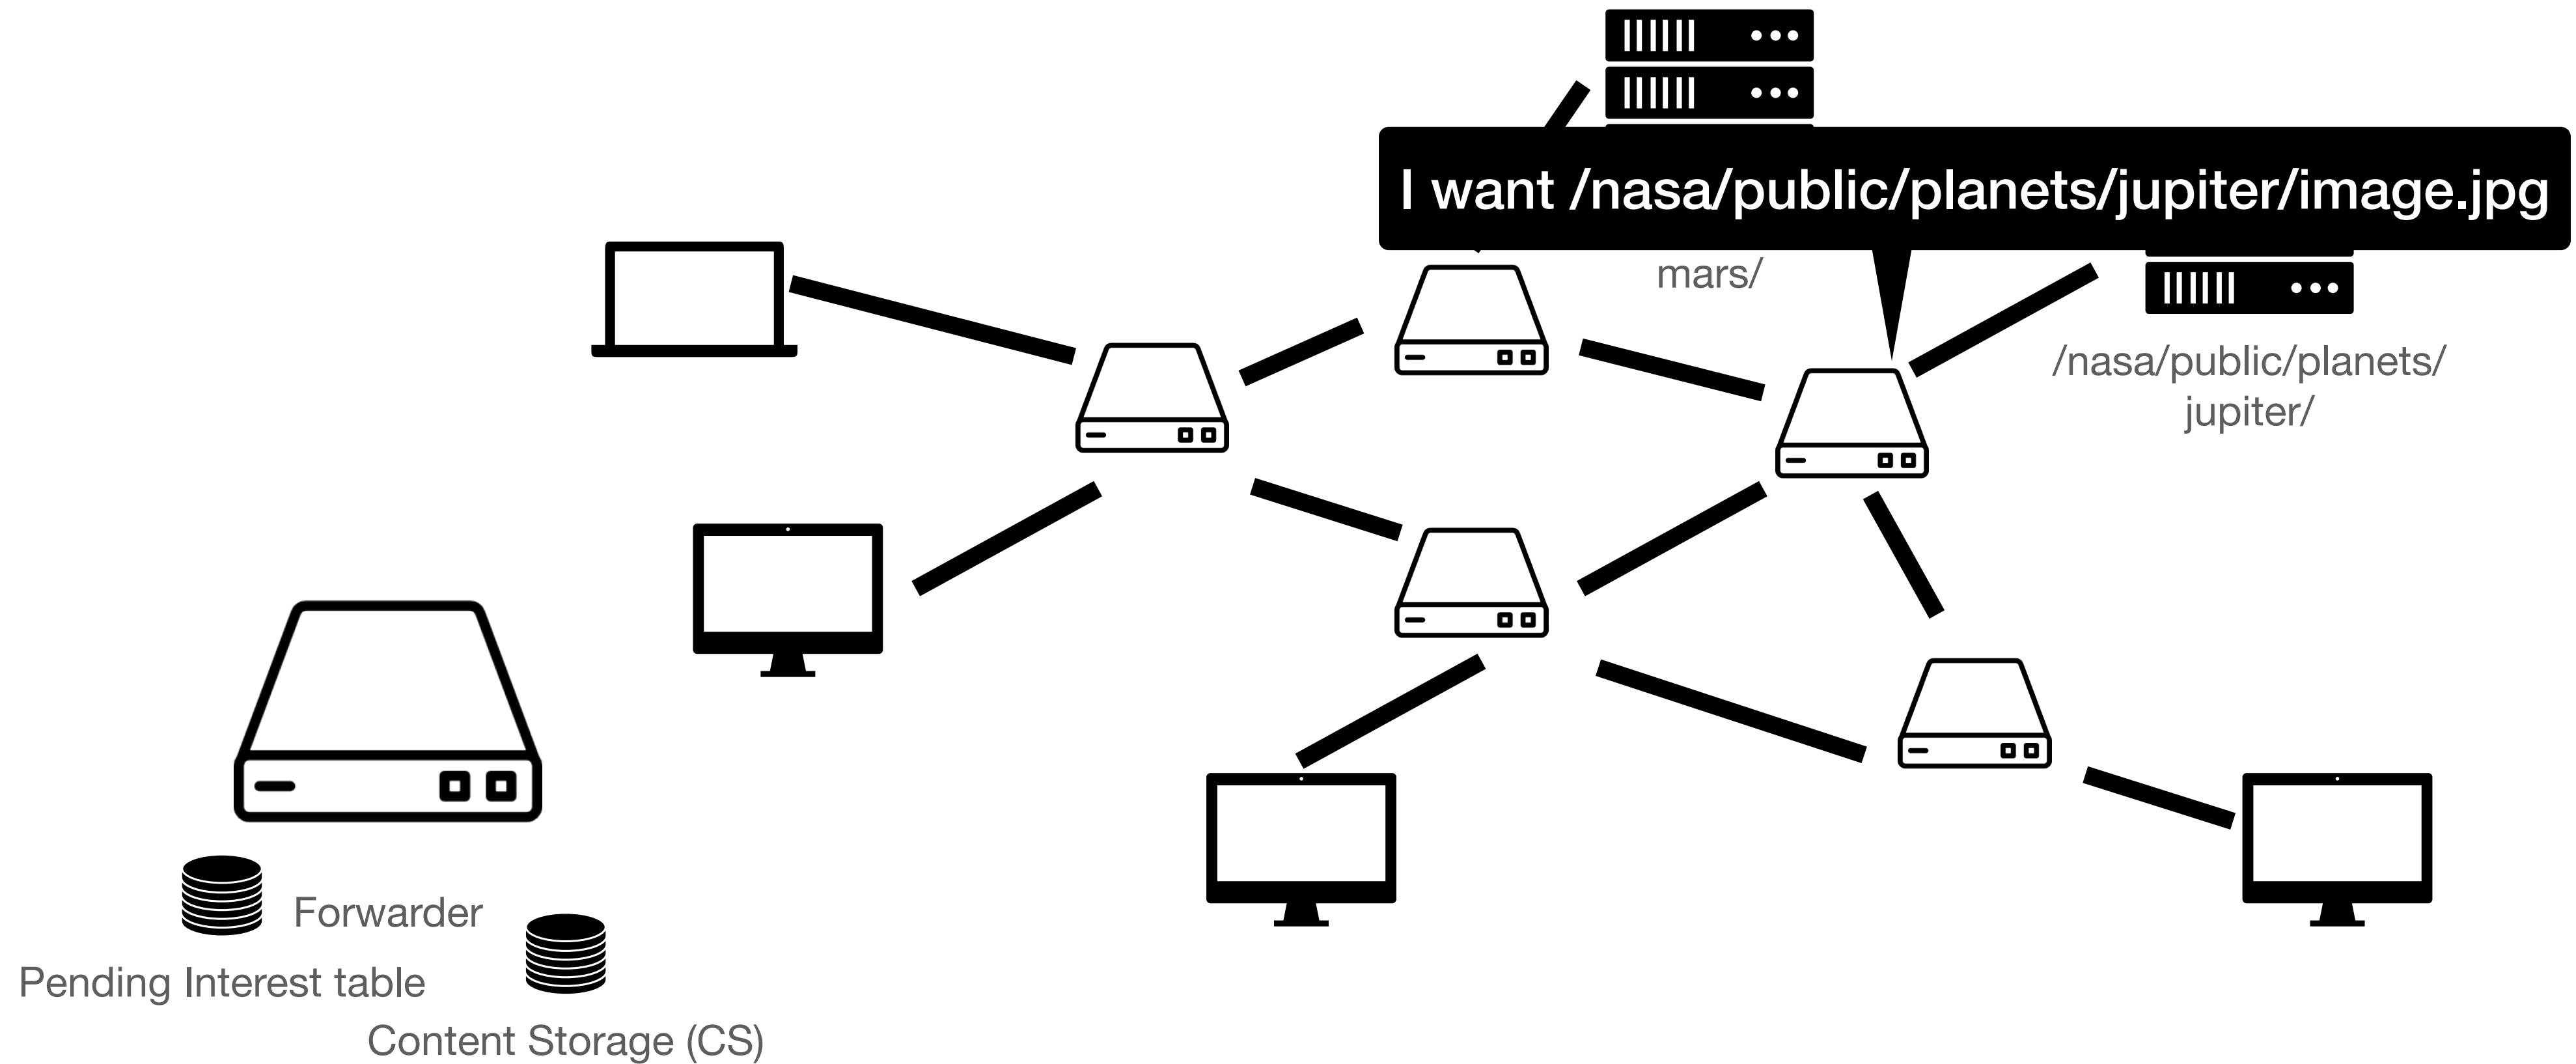 I want /nasa/public/planets/jupiter/image.jpg
mars/
/nasa/public/planets/
jupiter/
Forwarder
Pending Interest table
Content Storage (CS)